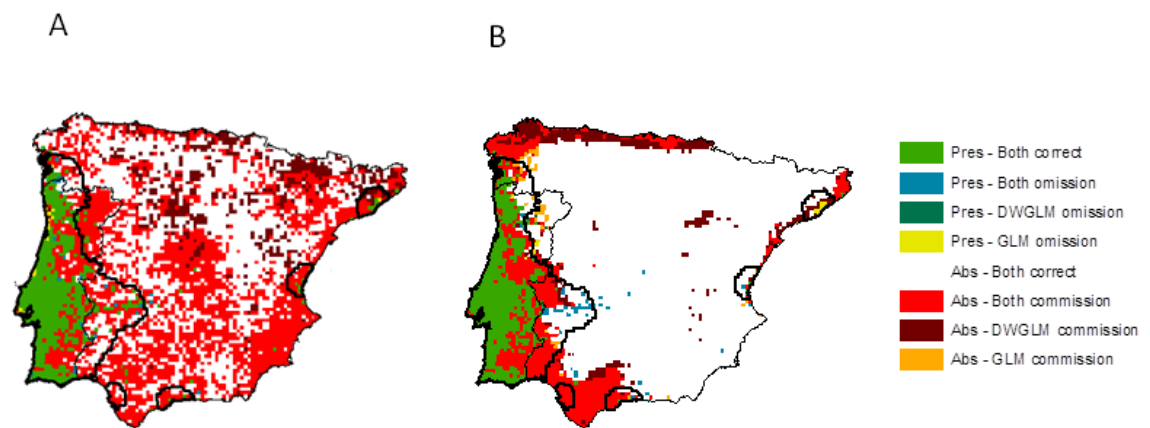 A
B
Pres - Both correct
Pres - Both omission
Pres - DWGLM omission
Pres - GLM omission
Abs - Both correct
Abs - Both commission
Abs - DWGLM commission
Abs - GLM commission